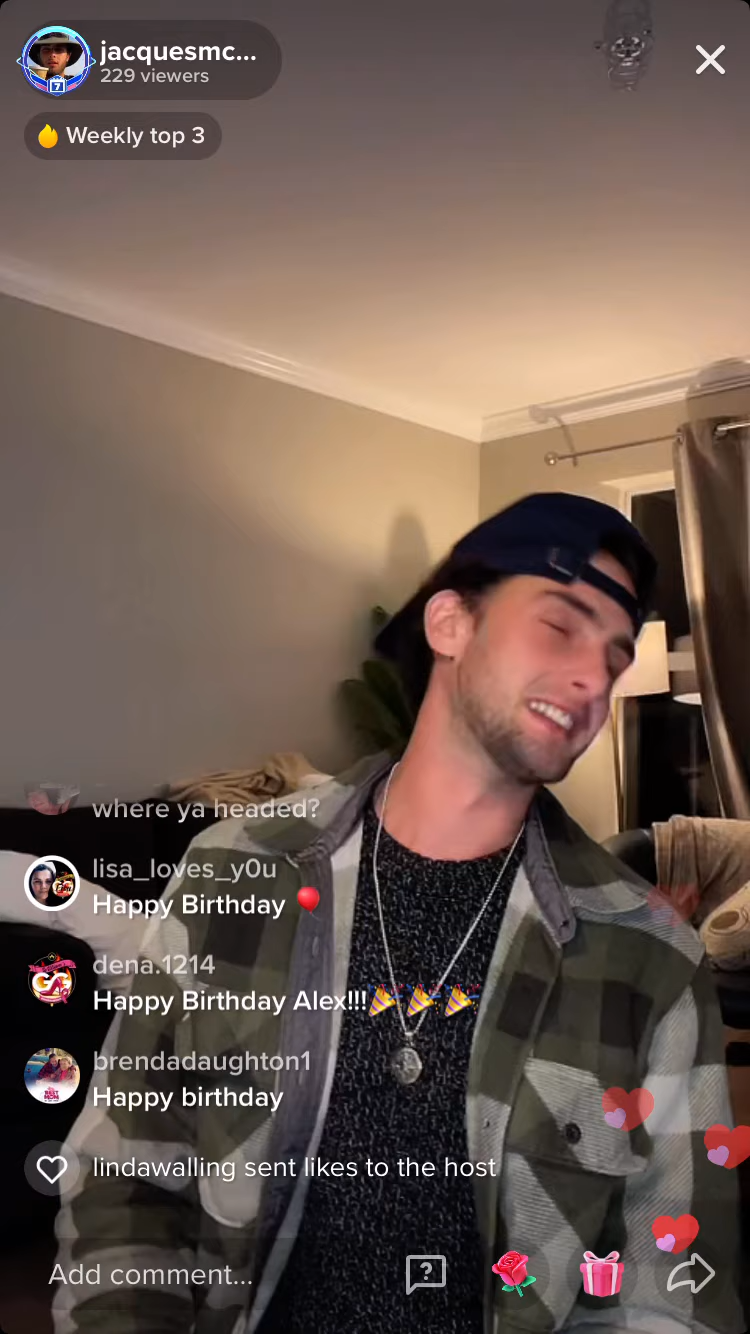 jacquesmc...
229 viewers
7
Weekly top 3
where ya headed?
lisa_loves_y0u
Happy Birthday 🎈
dena.1214
Happy Birthday Alex!!!🎉🎉🎉
brendadaughton1
Happy birthday
lindawalling sent likes to the host
Add comment...
?